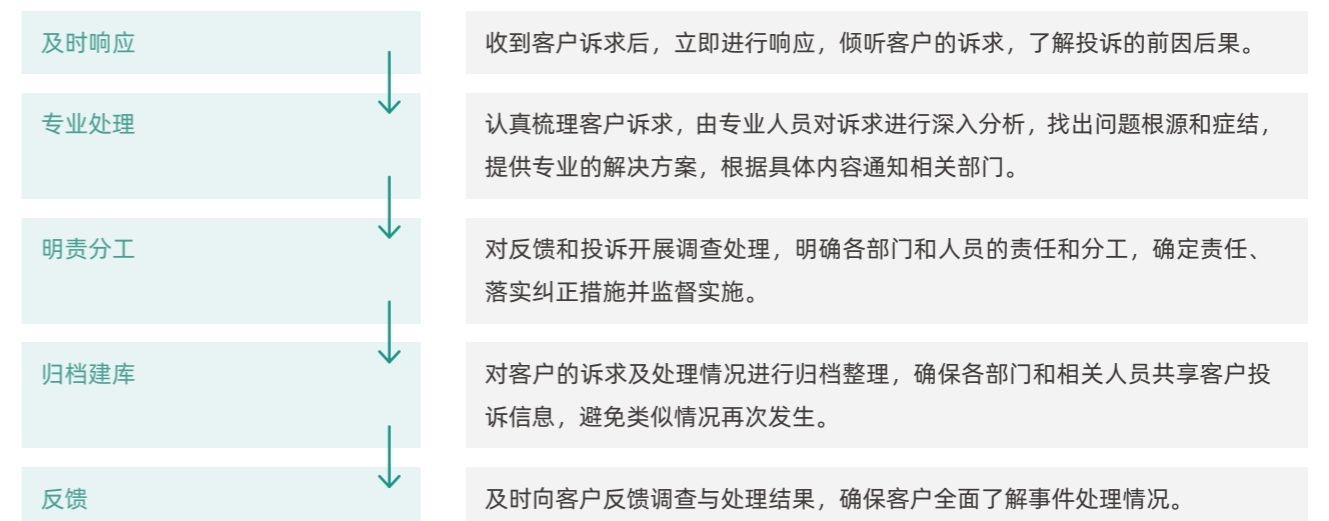 及时响应
收到客户诉求后，立即进行响应，倾听客户的诉求，了解投诉的前因后果。
专业处理
认真梳理客户诉求，由专业人员对诉求进行深入分析，找出问题根源和症结，
提供专业的解决方案，根据具体内容通知相关部门。
明责分工
对反馈和投诉开展调查处理，明确各部门和人员的责任和分工，确定责任、
落实纠正措施并监督实施。
归档建库
对客户的诉求及处理情况进行归档整理，确保各部门和相关人员共享客户投
诉信息，避免类似情况再次发生。
反馈
及时向客户反馈调查与处理结果，确保客户全面了解事件处理情况。